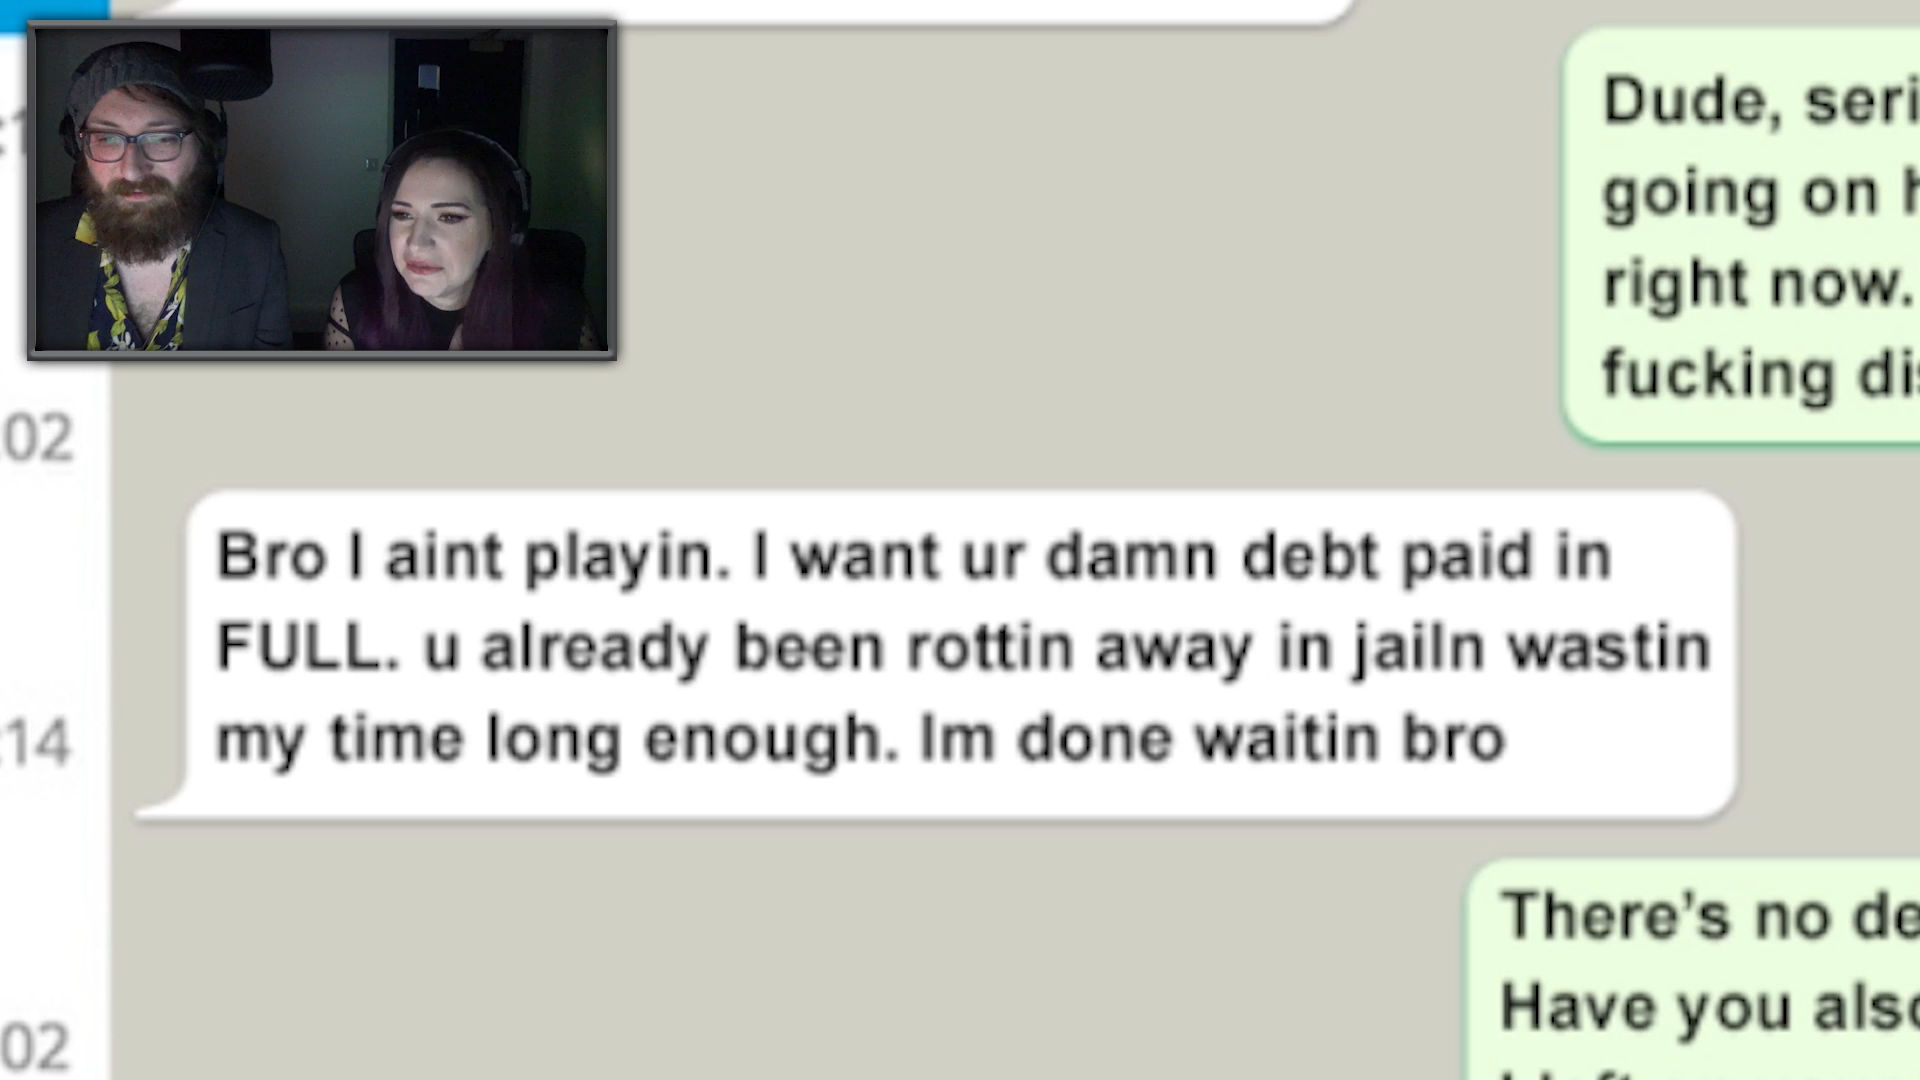 Dude, seri
going on h
right now.
fucking dis
:02
Bro I aint playin. I want ur damn debt paid in
FULL. u already been rottin away in jailn wastin
my time long enough. Im done waitin bro
:14
There's no de
Have you also
02